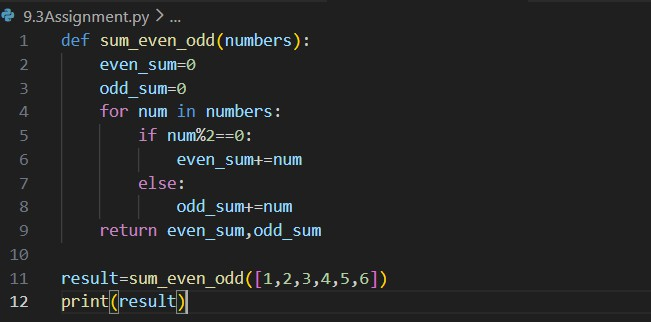 9.3Assignment.py > ...
1 def sum_even_odd(numbers):
2     even_sum=0
3     odd_sum=0
4     for num in numbers:
5         if num%2==0:
6             even_sum+=num
7         else:
8             odd_sum+=num
9     return even_sum,odd_sum
10
11 result=sum_even_odd([1,2,3,4,5,6])
12 print(result)